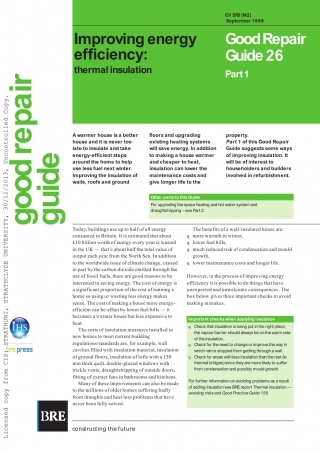 CI SfB (M2)
September 1999
Improving energy
efficiency:
thermal insulation
Good Repair
Guide 26
Part 1
good repair
guide
Licensed copy from CIS: STRATHUNI, STRATHCLYDE UNIVERSITY, 30/12/2013, Uncontrolled Copy.
A warmer house is a better
house and it is never too
late to insulate and take
energy-efficient steps
around the home to help
use less fuel next winter.
Improving the insulation of
walls, roofs and ground
floors and upgrading
existing heating systems
will save energy. In addition
to making a house warmer
and cheaper to heat,
insulation can lower the
maintenance costs and
give longer life to the
property.
Part 1 of this Good Repair
Guide suggests some ways
of improving insulation. It
will be of interest to
householders and builders
involved in refurbishment.
Other parts to this Guide
For upgrading the space heating and hot water system and
draughtstripping – see Part 2
Today, buildings use up to half of all energy
consumed in Britain. It is estimated that about
£10 billion worth of energy every year is wasted
in the UK — that's about half the total value of
output each year from the North Sea. In addition
to the worldwide issue of climate change, caused
in part by the carbon dioxide emitted through the
use of fossil fuels, there are good reasons to be
interested in saving energy. The cost of energy is
a significant proportion of the cost of running a
home so using or wasting less energy makes
sense. The cost of making a house more energy-
efficient can be offset by lower fuel bills — it
becomes a warmer house but less expensive to
heat.
The sorts of insulation measures installed in
new homes to meet current building
regulations requirements are, for example, wall
cavities filled with insulation material, insulation
of ground floors, insulation of lofts with a 150
mm thick quilt, double-glazed windows with
trickle vents, draughtstripping of outside doors,
fitting of extract fans in bathrooms and kitchens.
Many of these improvements can also be made
to the millions of older homes suffering badly
from draughts and heat loss problems that have
never been fully solved.
The benefits of a well-insulated house are:
q more warmth in winter,
q lower fuel bills,
q much reduced risk of condensation and mould
growth,
q lower maintenance costs and longer life.
However, in the process of improving energy
efficiency it is possible to do things that have
unexpected and unwelcome consequences. The
box below gives three important checks to avoid
making mistakes.
Important checks when applying insulation
q Check that insulation is being put in the right place:
the vapour barrier should always be on the warm side
of the insulation.
q Check for the need to change or improve the way in
which rain is stopped from getting through a wall.
q Check for areas with less insulation than the rest (ie
thermal bridges) since they are more likely to suffer
from condensation and possibly mould growth.
For further information on avoiding problems as a result
of adding insulation see BRE report Thermal insulation —
avoiding risks and Good Practice Guide 155.
IHS
BRE press
BRE
constructing the future